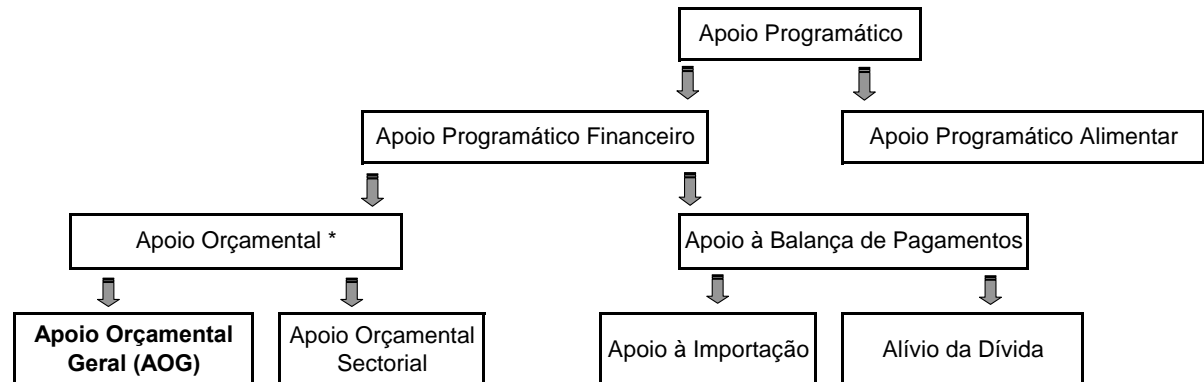 Apoio Programático
Apoio Programático Financeiro
Apoio Programático Alimentar
Apoio Orçamental *
Apoio à Balança de Pagamentos
Apoio Orçamental
Geral (AOG)
Apoio Orçamental
Sectorial
Apoio à Importação
Alívio da Dívida